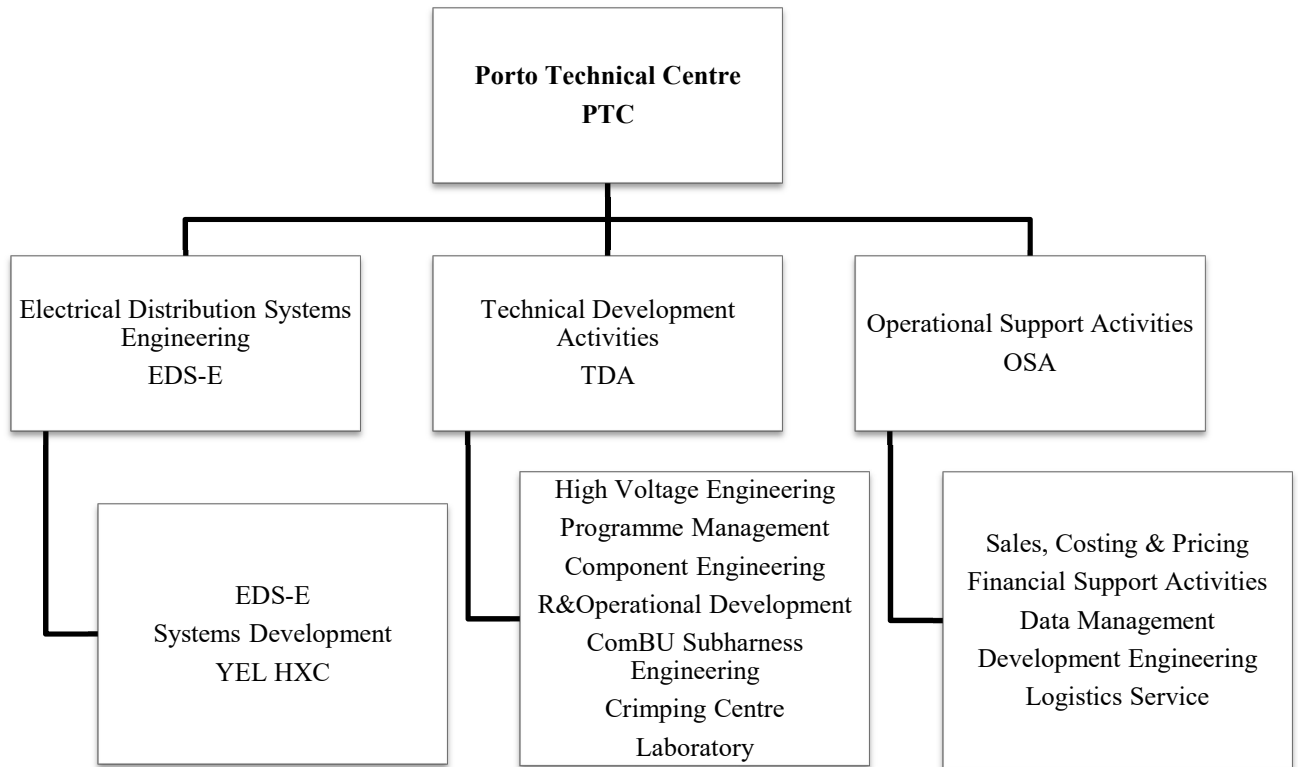 Porto Technical Centre
PTC
Electrical Distribution Systems
Engineering
EDS-E
Technical Development
Activities
TDA
Operational Support Activities
OSA
EDS-E
Systems Development
YEL HXC
High Voltage Engineering
Programme Management
Component Engineering
R&Operational Development
ComBU Subharness
Engineering
Crimping Centre
Laboratory
Sales, Costing & Pricing
Financial Support Activities
Data Management
Development Engineering
Logistics Service